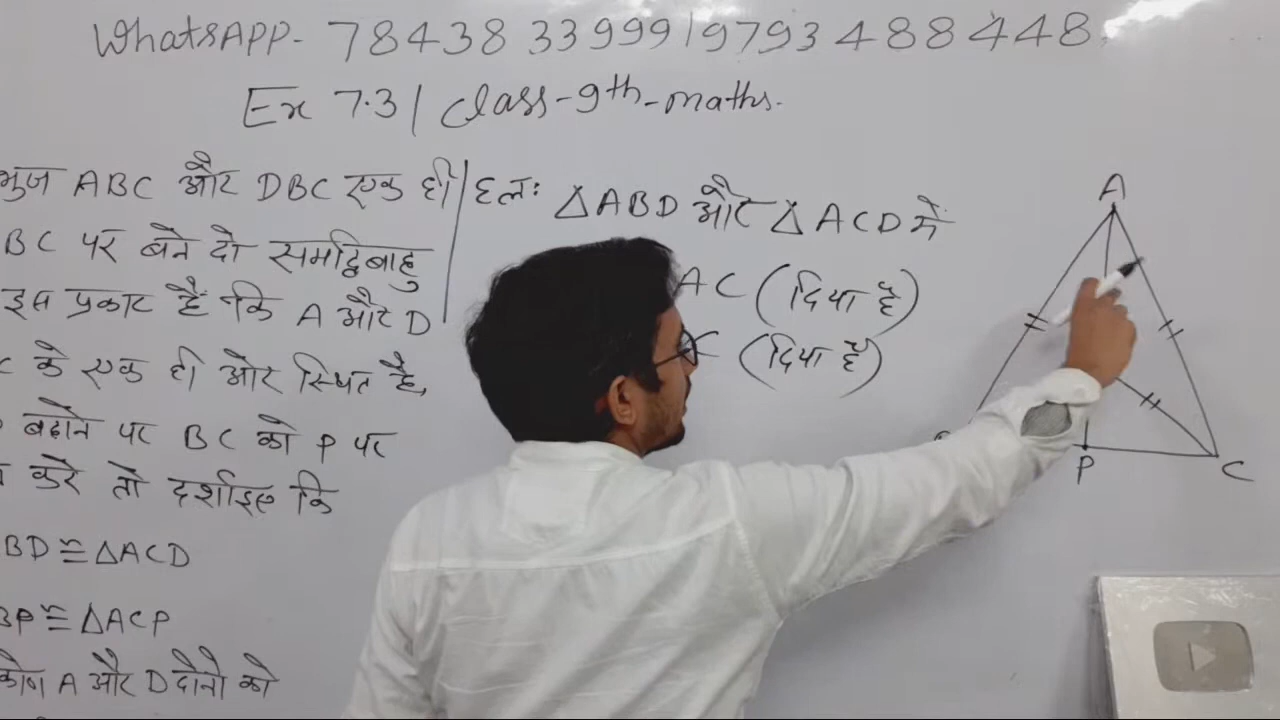 WhatsAPP- 78438 33999 | 9793 488448
Ex 7.3 | Class-9th-maths.
भुज ABC और DBC एक ही
BC पर बने दो समद्विबाहु
इस प्रकार है कि A और D
C के एक ही ओर स्थित है,
बढ़ाने पर BC को P पर
करे तो दर्शाइए कि
BD ≅ ΔACD
BP ≅ ΔACP
कोण A और D दोनो को
हलः ΔABD और ΔACD में
AC (दिया है)
C (दिया है)
A
P
C